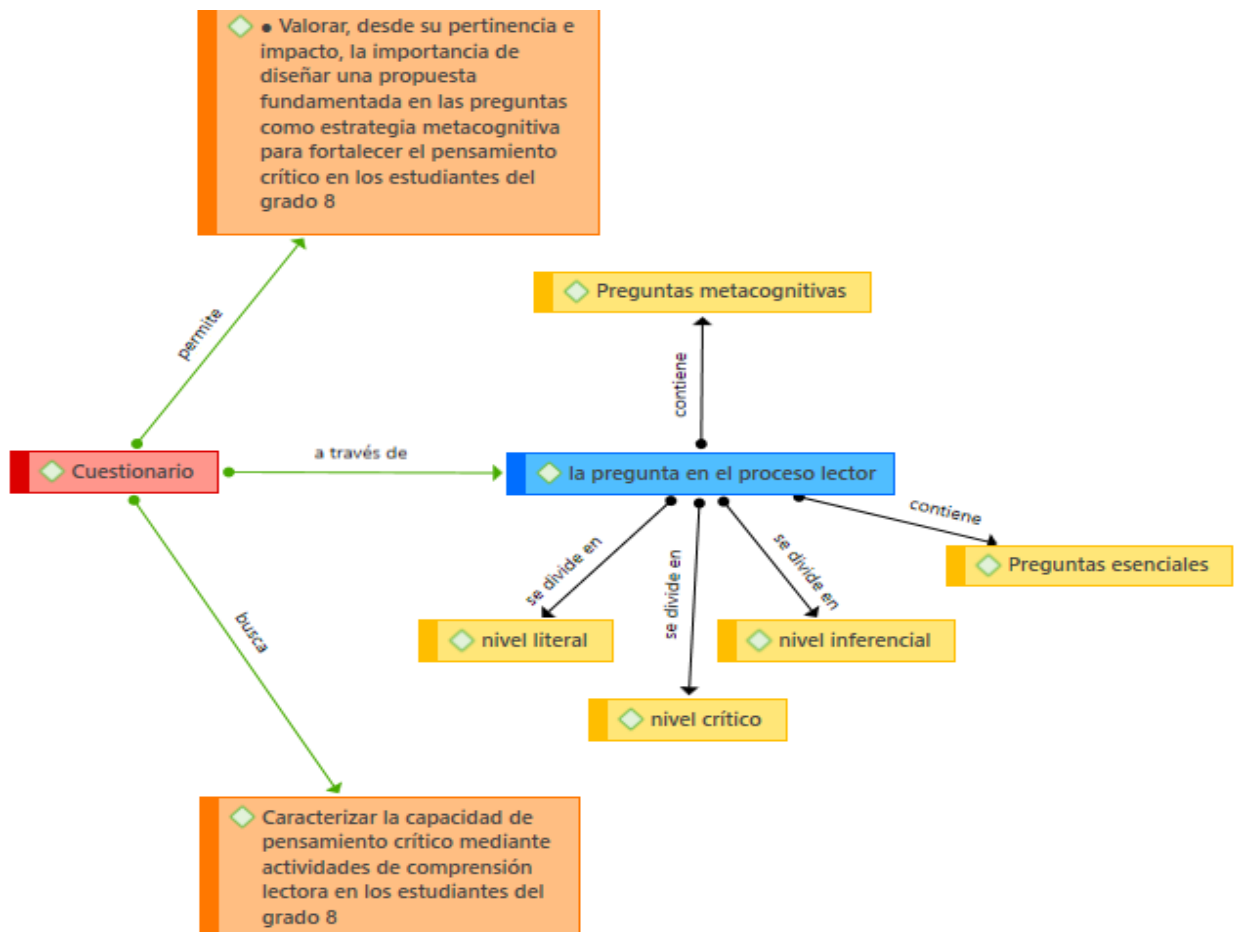 • Valorar, desde su pertinencia e
impacto, la importancia de
diseñar una propuesta
fundamentada en las preguntas
como estrategia metacognitiva
para fortalecer el pensamiento
crítico en los estudiantes del
grado 8
Preguntas metacognitivas
permite
contiene
a través de
Cuestionario
la pregunta en el proceso lector
contiene
se divide en
se divide en
se divide en
Preguntas esenciales
busca
nivel literal
nivel inferencial
nivel crítico
Caracterizar la capacidad de
pensamiento crítico mediante
actividades de comprensión
lectora en los estudiantes del
grado 8